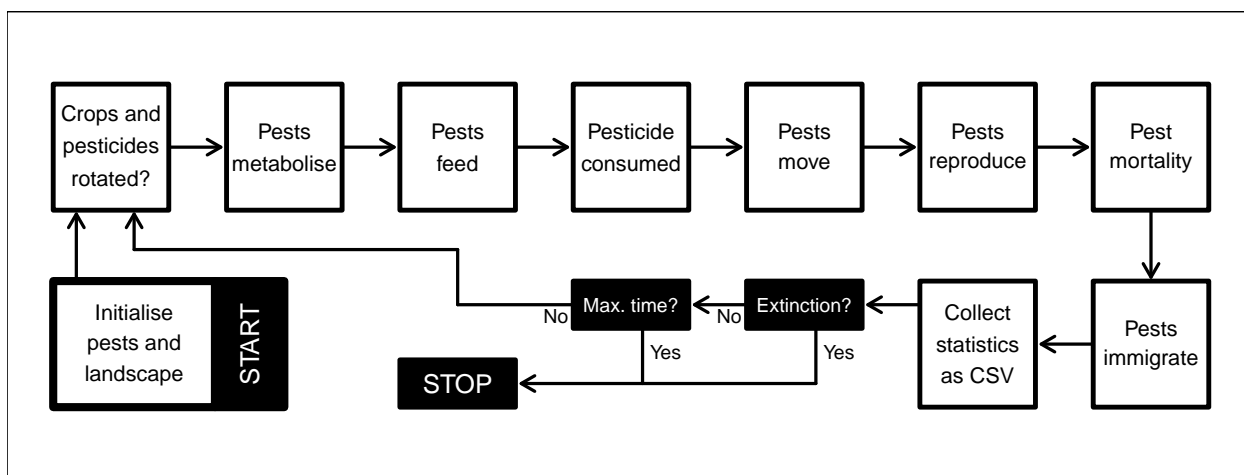 Crops and
pesticides
rotated?
Pests
metabolise
Pests
feed
Pesticide
consumed
Pests
move
Pests
reproduce
Pest
mortality
Initialise
pests and
landscape
START
No
Max. time?
No
Extinction?
Collect
statistics
as CSV
Pests
immigrate
Yes
Yes
STOP